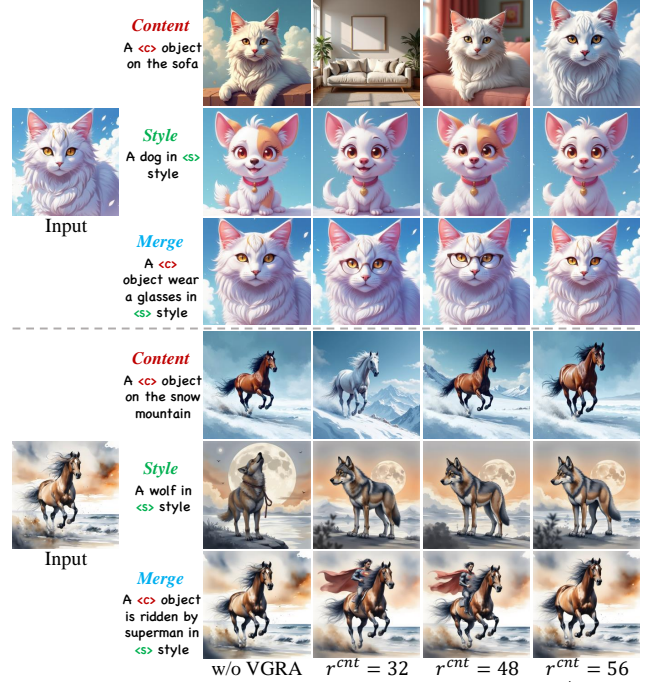 Content
A <c> object
on the sofa
Style
A dog in <s>
style
Input
Merge
A <c>
object wear
a glasses in
<s> style
Content
A <c> object
on the snow
mountain
Style
A wolf in
<s> style
Input
Merge
A <c> object
is ridden by
superman in
<s> style
w/o VGRA r^{cnt} = 32 r^{cnt} = 48 r^{cnt} = 56